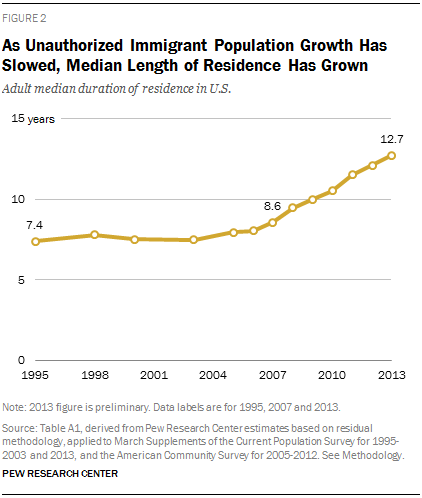 FIGURE 2
As Unauthorized Immigrant Population Growth Has
Slowed, Median Length of Residence Has Grown
Adult median duration of residence in U.S.
15 years
12.7
10
8.6
7.4
5
0
1995 1998 2001 2004 2007 2010 2013
Note: 2013 figure is preliminary. Data labels are for 1995, 2007 and 2013.
Source: Table A1, derived from Pew Research Center estimates based on residual
methodology, applied to March Supplements of the Current Population Survey for 1995-
2003 and 2013, and the American Community Survey for 2005-2012. See Methodology.
PEW RESEARCH CENTER